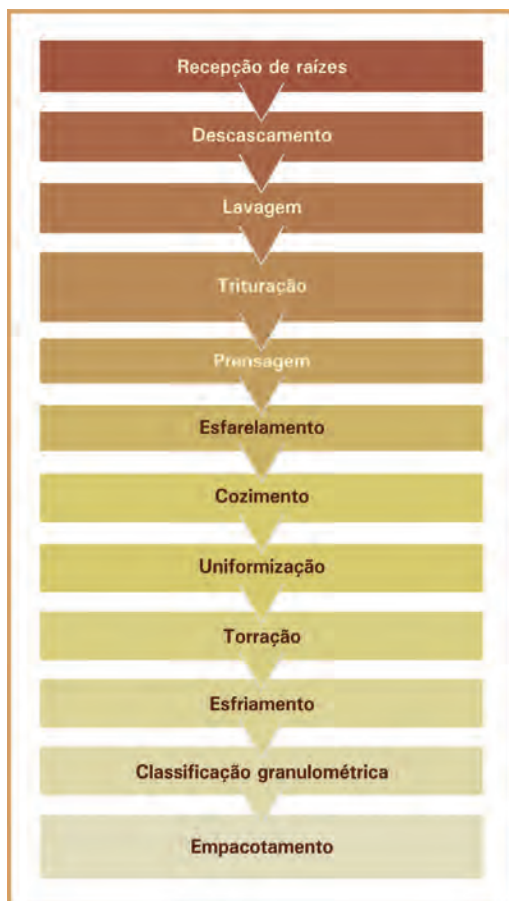 Recepção de raízes
Descascamento
Lavagem
Trituração
Prensagem
Esfarelamento
Cozimento
Uniformização
Torração
Esfriamento
Classificação granulométrica
Empacotamento